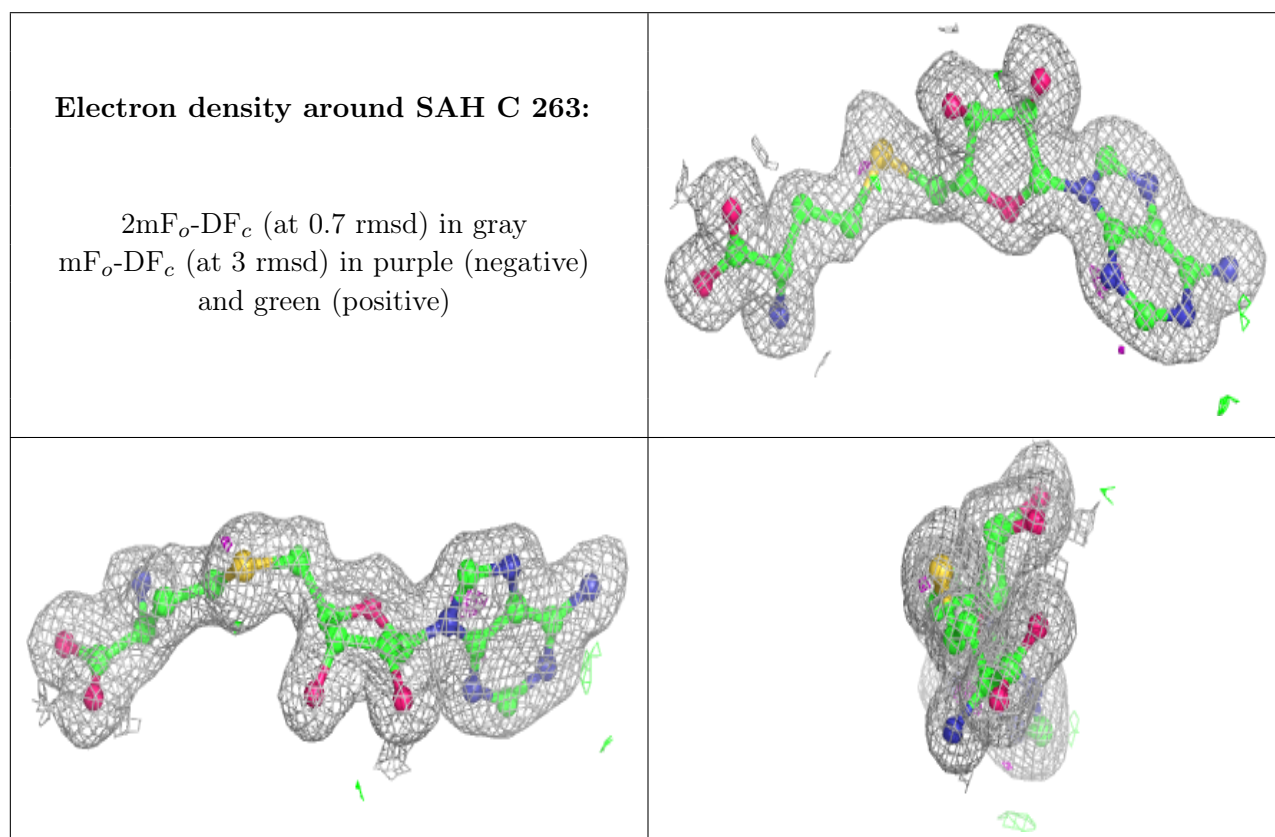 Electron density around SAH C 263:
2mFₒ-DF𝒸 (at 0.7 rmsd) in gray
mFₒ-DF𝒸 (at 3 rmsd) in purple (negative)
and green (positive)